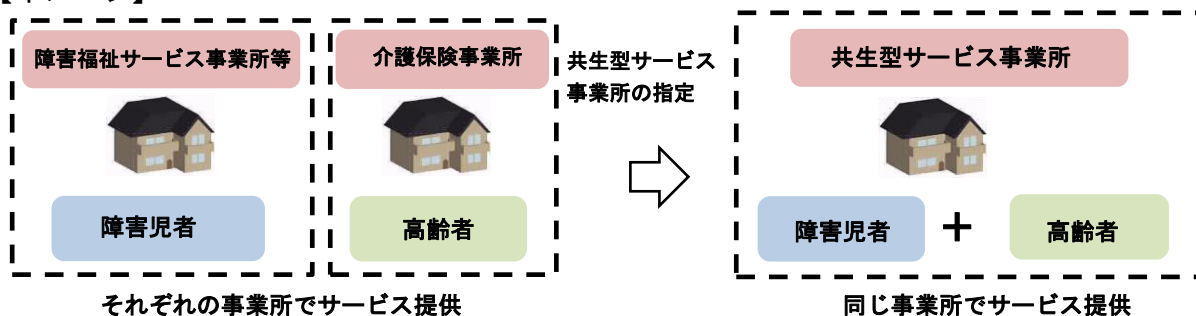 障害福祉サービス事業所等
介護保険事業所
共生型サービス
事業所の指定
共生型サービス事業所
障害児者
高齢者
障害児者
+
高齢者
それぞれの事業所でサービス提供
同じ事業所でサービス提供